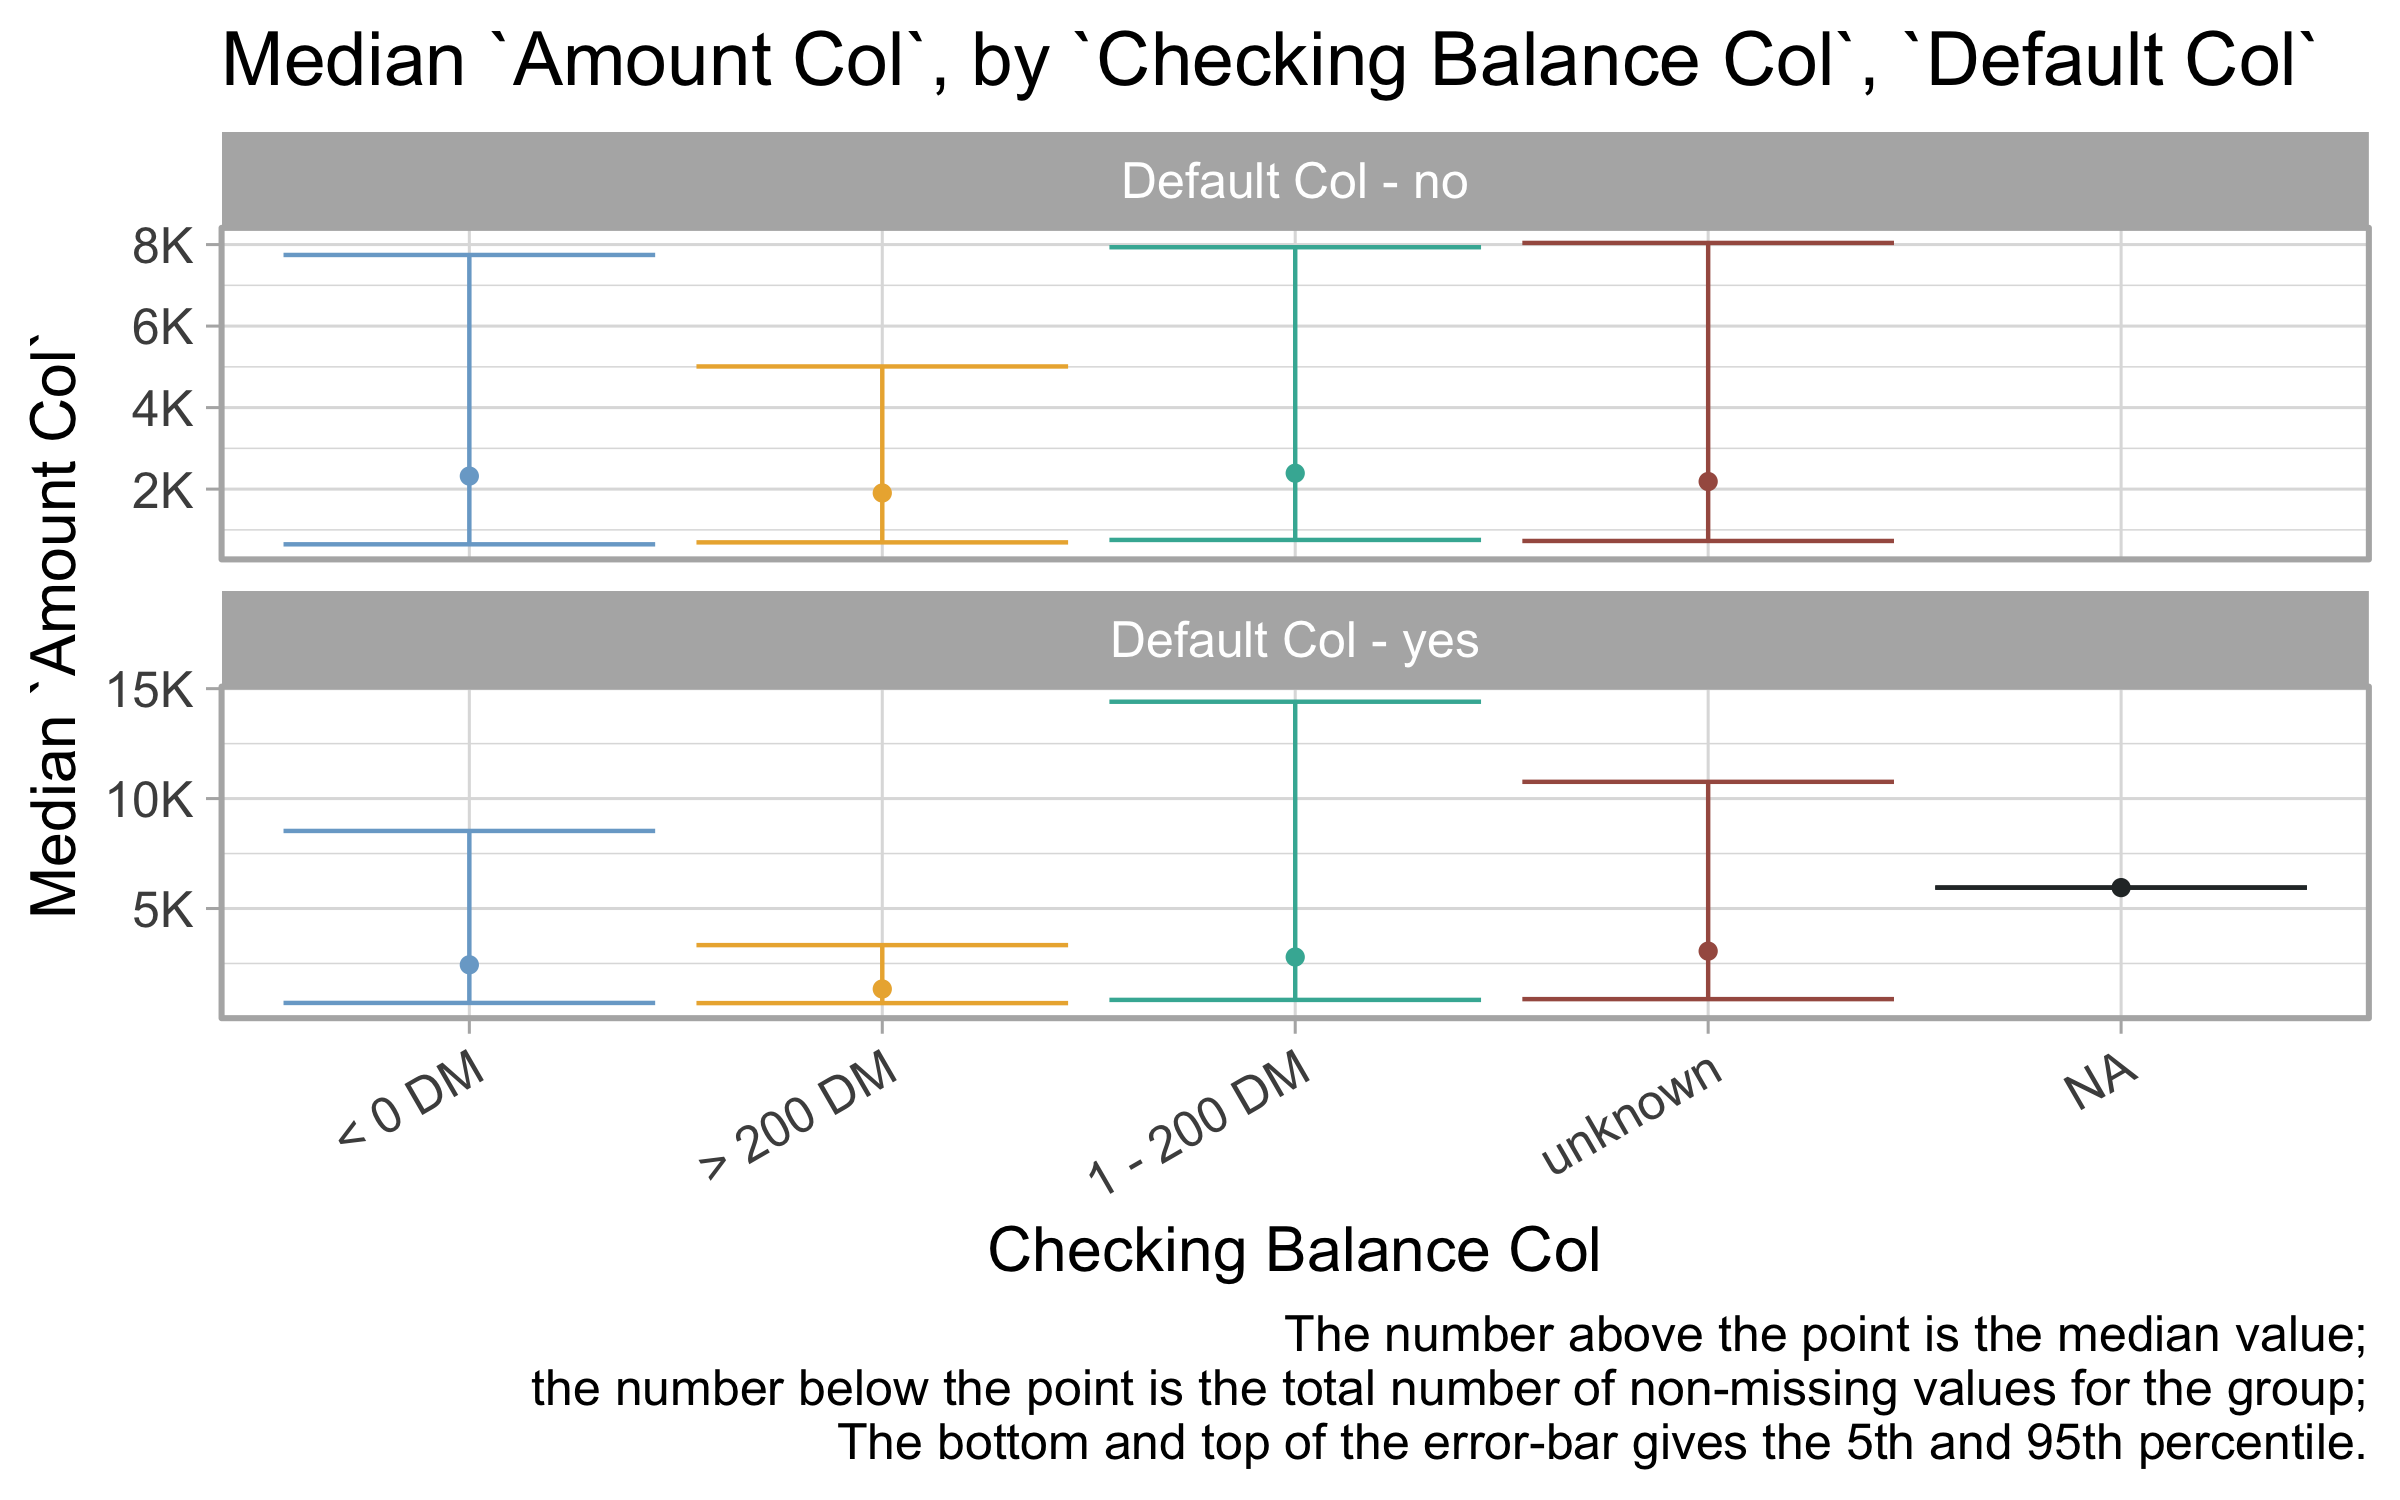 Median `Amount Col`, by `Checking Balance Col`, `Default Col`
Median `Amount Col`
Default Col - no
8K
6K
4K
2K
Default Col - yes
15K
10K
5K
< 0 DM
> 200 DM
1 - 200 DM
unknown
NA
Checking Balance Col
The number above the point is the median value;
the number below the point is the total number of non-missing values for the group;
The bottom and top of the error-bar gives the 5th and 95th percentile.